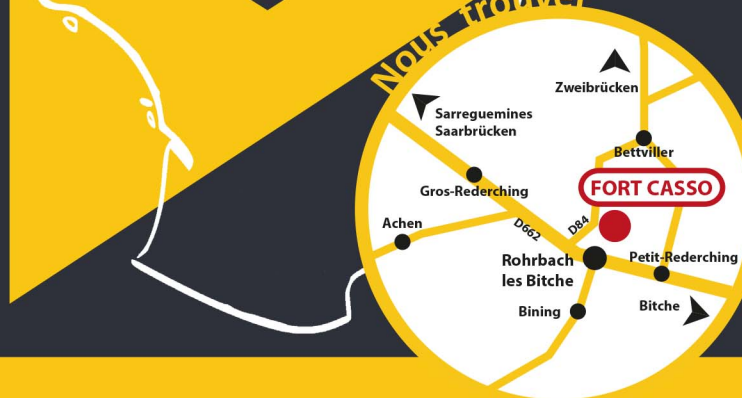 Nous trouver
Zweibrücken
Sarreguemines
Saarbrücken
Bettviller
Gros-Rederching
FORT CASSO
Achen
D662
D84
Rohrbach
les Bitche
Petit-Rederching
Bining
Bitche